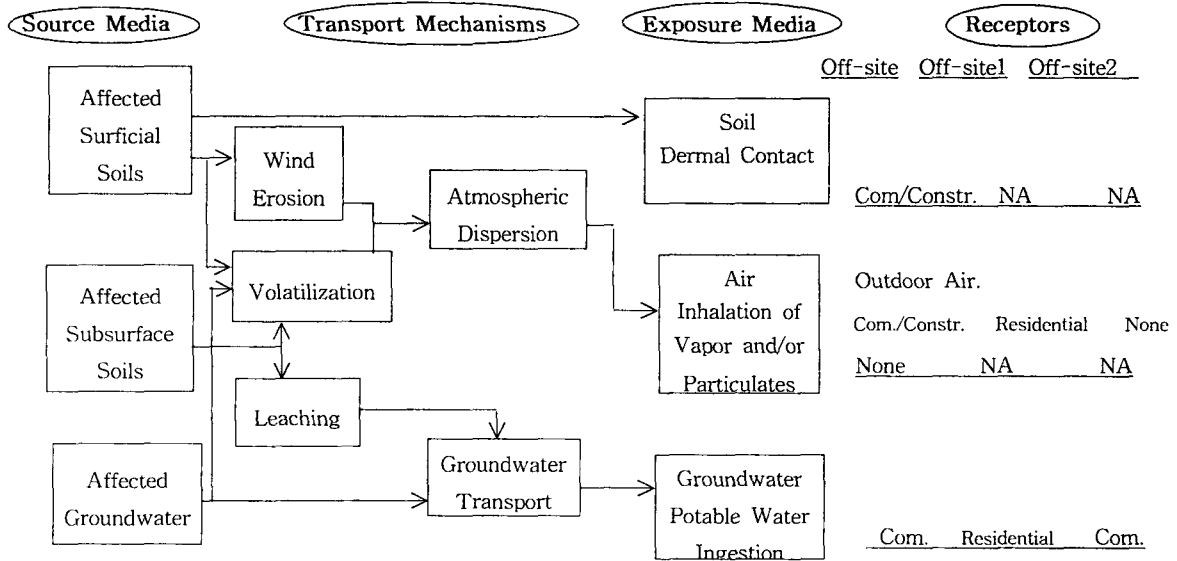 Source Media Transport Mechanisms Exposure Media Receptors
Off-site Off-site1 Off-site2
Affected
Surficial
Soils
Wind
Erosion
Atmospheric
Dispersion
Soil
Dermal Contact
Com/Constr. NA NA
Affected
Subsurface
Soils
Volatilization
Leaching
Air
Inhalation of
Vapor and/or
Particulates
Outdoor Air.
Com./Constr. Residential None
None NA NA
Affected
Groundwater
Groundwater
Transport
Groundwater
Potable Water
Ingestion
Com. Residential Com.